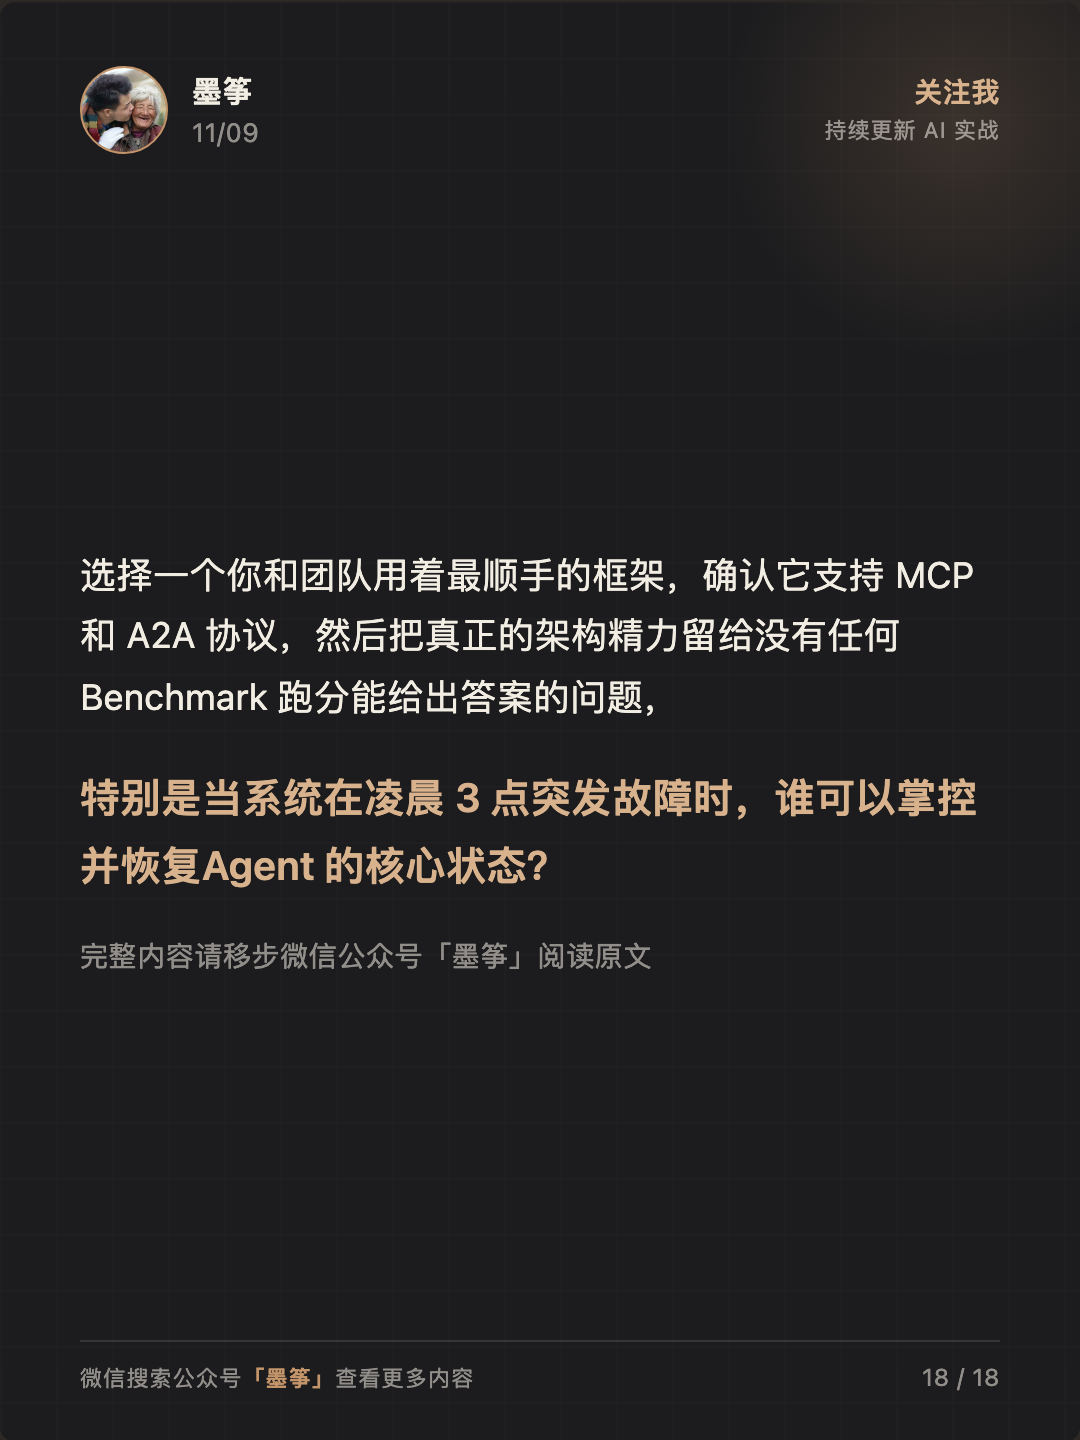 墨筝
11/09
关注我
持续更新 AI 实战
选择一个你和团队用着最顺手的框架，确认它支持 MCP
和 A2A 协议，然后把真正的架构精力留给没有任何
Benchmark 跑分能给出答案的问题，
特别是当系统在凌晨 3 点突发故障时，谁可以掌控
并恢复Agent 的核心状态？
完整内容请移步微信公众号「墨筝」阅读原文
微信搜索公众号「墨筝」查看更多内容
18 / 18